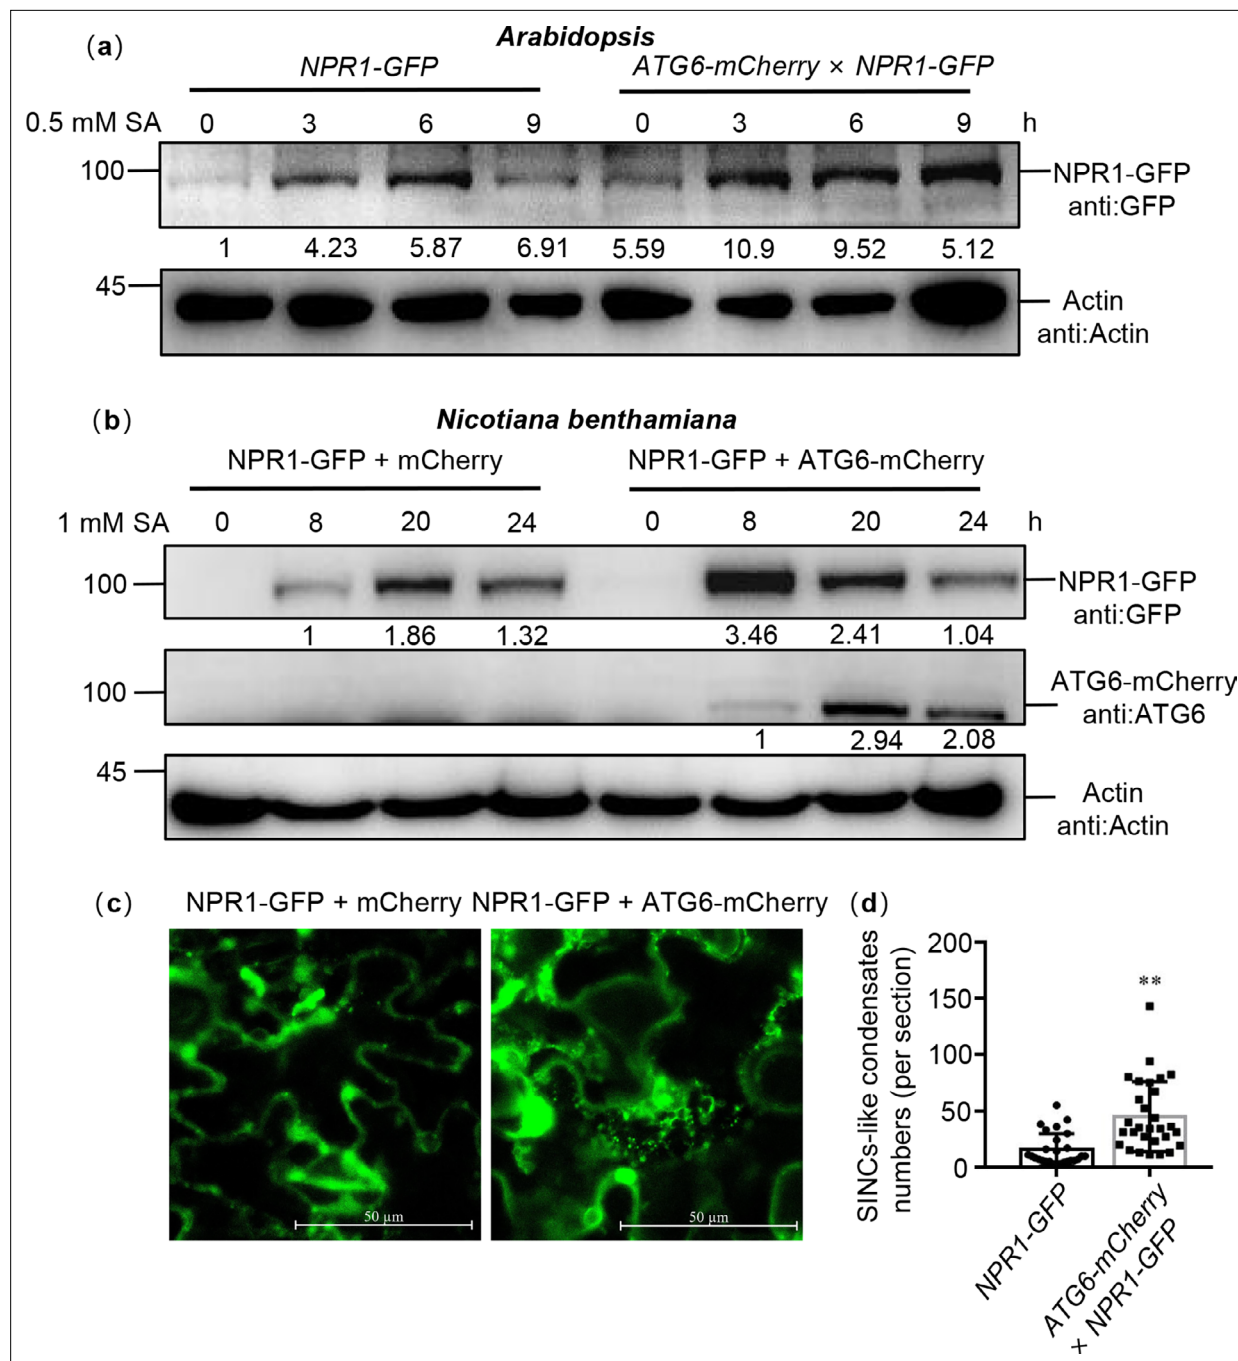 (a)
Arabidopsis
NPR1-GFP
ATG6-mCherry × NPR1-GFP
0.5 mM SA 0 3 6 9 0 3 6 9 h
100
NPR1-GFP
anti:GFP
1 4.23 5.87 6.91 5.59 10.9 9.52 5.12
45
Actin
anti:Actin
(b)
Nicotiana benthamiana
NPR1-GFP + mCherry
NPR1-GFP + ATG6-mCherry
1 mM SA 0 8 20 24 0 8 20 24 h
100
NPR1-GFP
anti:GFP
1 1.86 1.32 3.46 2.41 1.04
100
ATG6-mCherry
anti:ATG6
1 2.94 2.08
45
Actin
anti:Actin
(c)
NPR1-GFP + mCherry
NPR1-GFP + ATG6-mCherry
50 µm
50 µm
(d)
SINCs-like condensates
numbers (per section)
200
150
100
50
0
**
NPR1-GFP
ATG6-mCherry
× NPR1-GFP